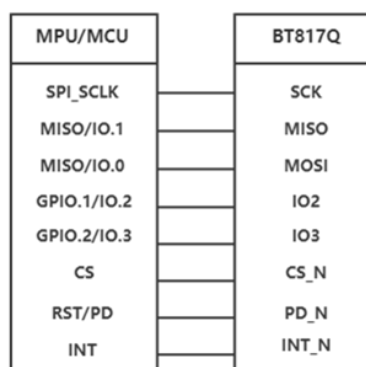 MPU/MCU BT817Q
SPI_SCLK SCK
MISO/IO.1 MISO
MISO/IO.0 MOSI
GPIO.1/IO.2 IO2
GPIO.2/IO.3 IO3
CS CS_N
RST/PD PD_N
INT INT_N